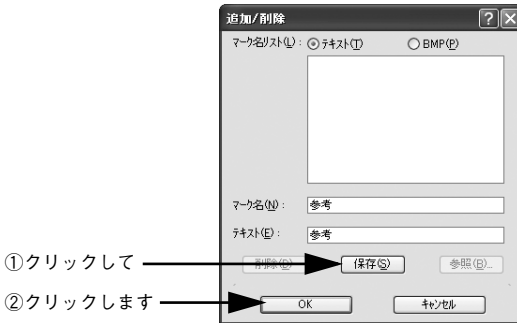 追加/削除
マーク名リスト(L): テキスト(T) BMP(P)
マーク名(N): 参考
テキスト(E): 参考
①クリックして 削除(D) 保存(S) 参照(B)...
②クリックします OK キャンセル